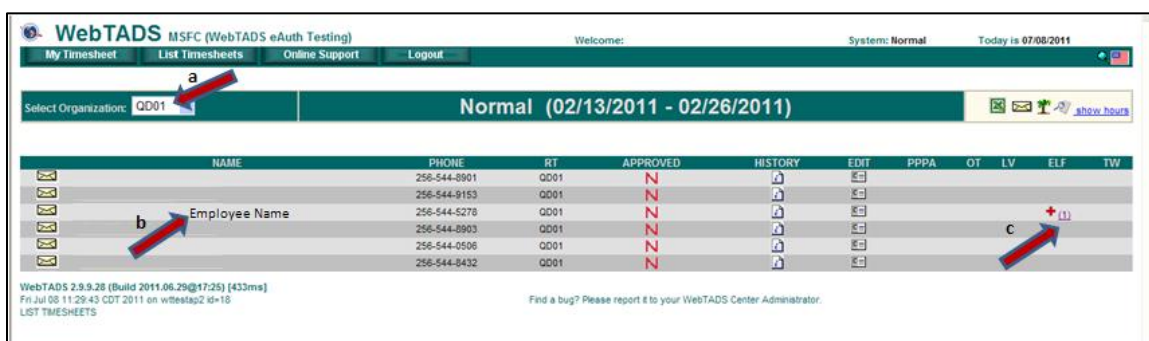 WebTADS MSFC (WebTADS eAuth Testing) Welcome: System: Normal Today is 07/08/2011
My Timesheet List Timesheets Online Support Logout
a
Select Organization: QD01 Normal (02/13/2011 - 02/26/2011) show hours
NAME PHONE RT APPROVED HISTORY EDIT PPPA OT LV ELF TW
256-544-8901 QD01 N
256-544-9153 QD01 N
b Employee Name 256-544-5278 QD01 N (1)
256-544-8903 QD01 N c
256-544-0506 QD01 N
256-544-8432 QD01 N
WebTADS 2.9.9.28 (Build 2011.06.29@17:25) [433ms]
Fri Jul 08 11:29:43 CDT 2011 on wttestap2 id=18 Find a bug? Please report it to your WebTADS Center Administrator.
LIST TIMESHEETS